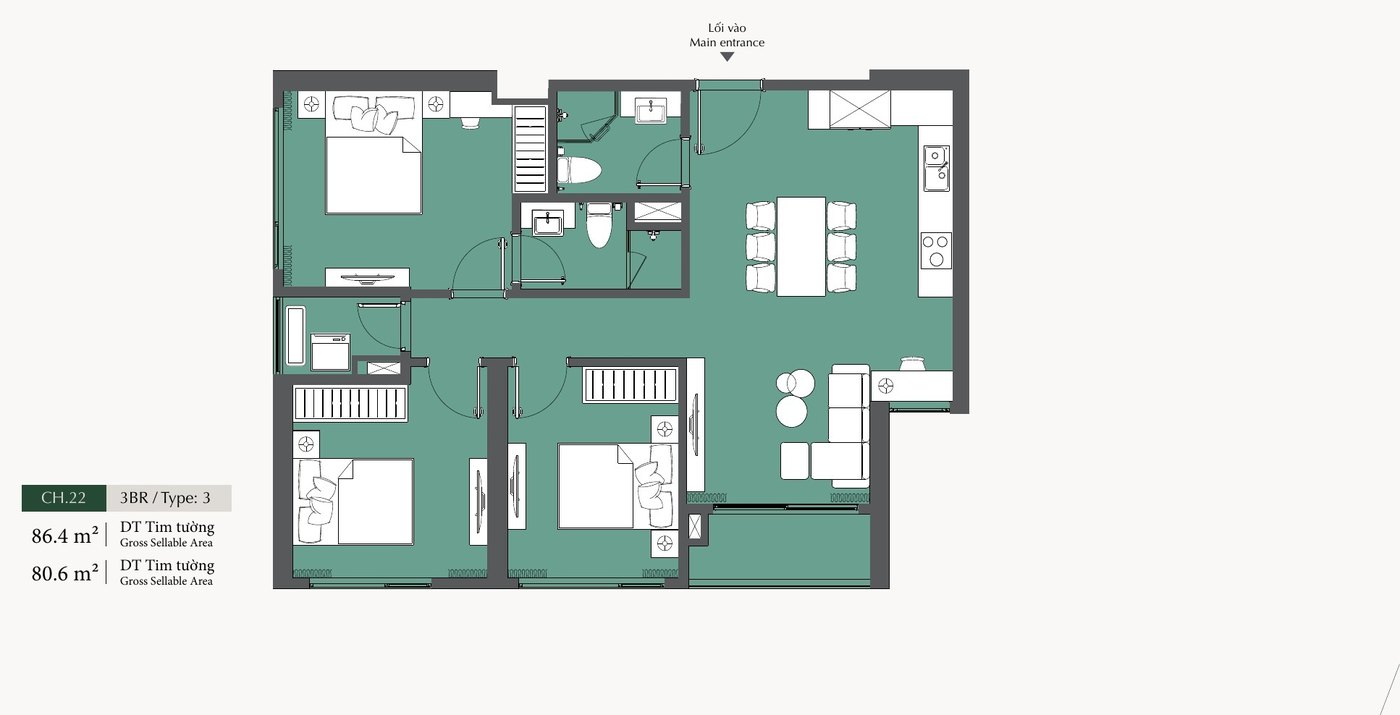 Lối vào
Main entrance
CH.22
3BR / Type: 3
86.4 m²
DT Tim tường
Gross Sellable Area
80.6 m²
DT Tim tường
Gross Sellable Area